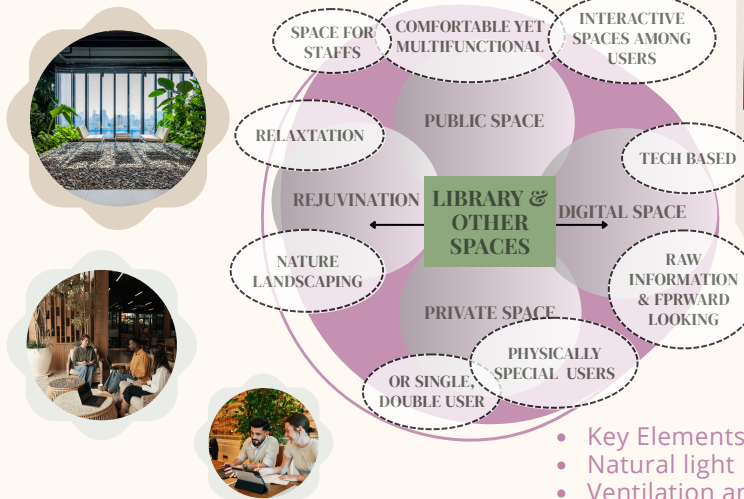 SPACE FOR
STAFFS
COMFORTABLE YET
MULTIFUNCTIONAL
INTERACTIVE
SPACES AMONG
USERS
RELAXTATION
PUBLIC SPACE
TECH BASED
REJUVINATION
LIBRARY &
OTHER
SPACES
DIGITAL SPACE
NATURE
LANDSCAPING
RAW
INFORMATION
& FPRWARD
LOOKING
PRIVATE SPACE
PHYSICALLY
SPECIAL USERS
OR SINGLE,
DOUBLE USER
• Key Elements
• Natural light
• Ventilation